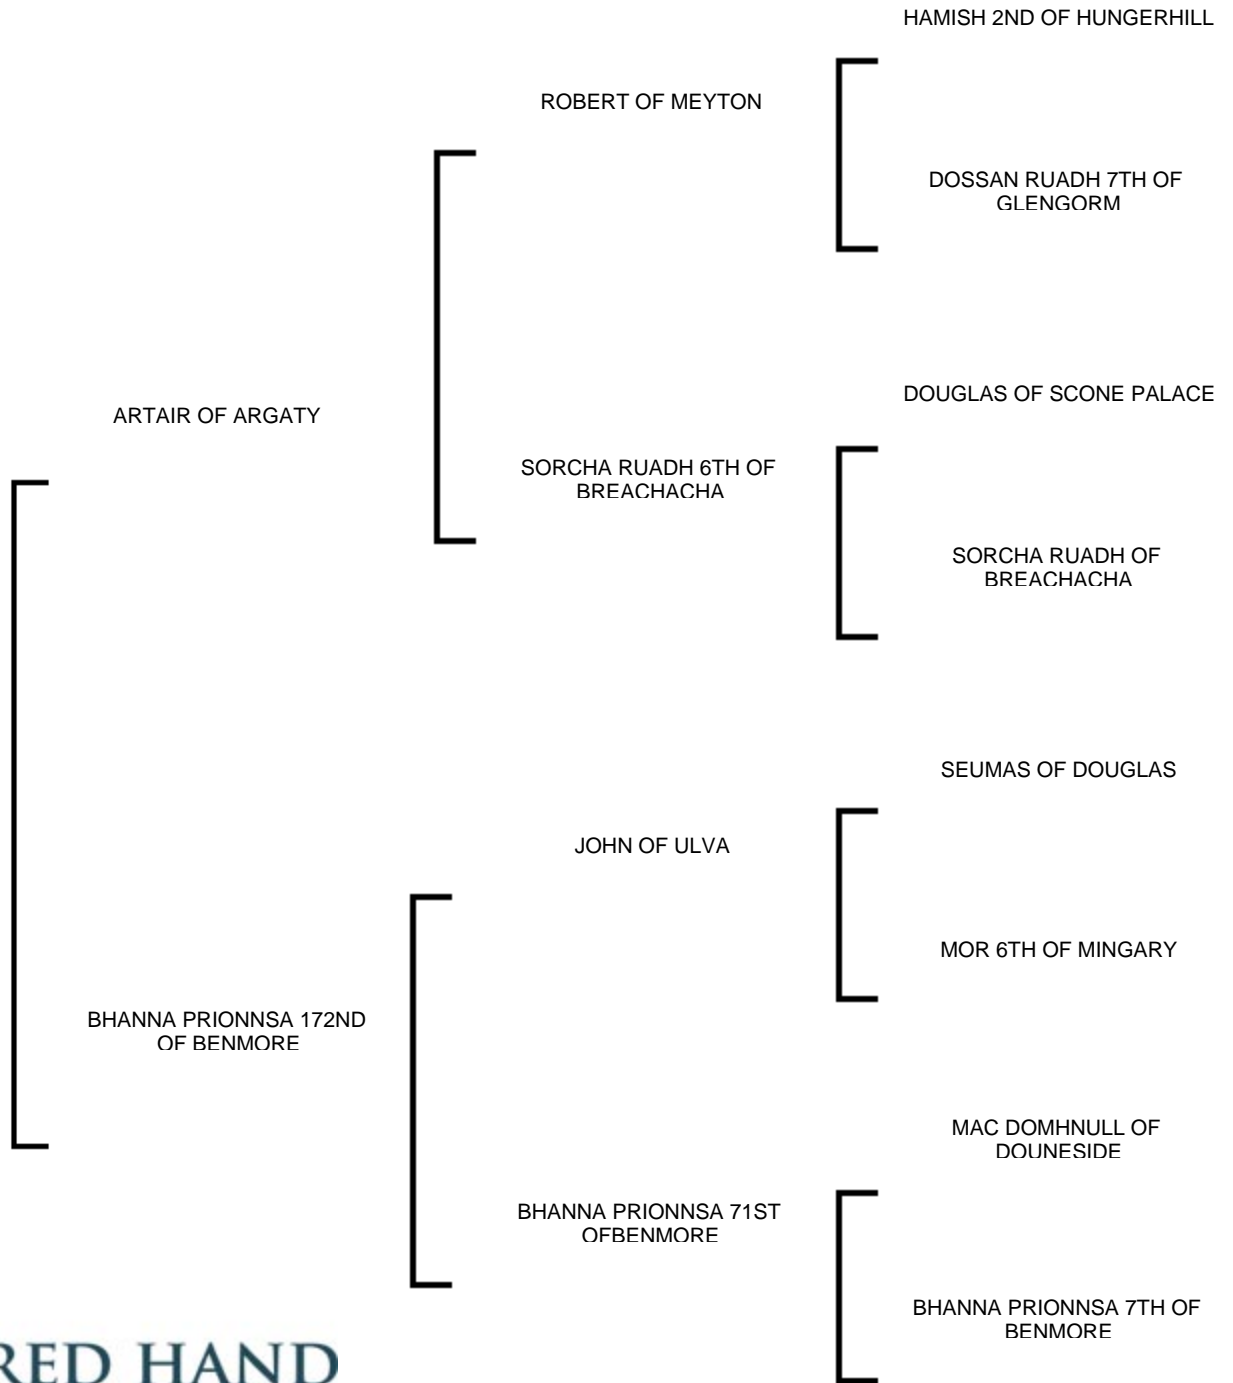 HAMISH 2ND OF HUNGERHILL
ROBERT OF MEYTON
DOSSAN RUADH 7TH OF
GLENGORM
DOUGLAS OF SCONE PALACE
ARTAIR OF ARGATY
SORCHA RUADH 6TH OF
BREACHACHA
SORCHA RUADH OF
BREACHACHA
SEUMAS OF DOUGLAS
JOHN OF ULVA
MOR 6TH OF MINGARY
BHANNA PRIONNSA 172ND
OF BENMORE
MAC DOMHNULL OF
DOUNESIDE
BHANNA PRIONNSA 71ST
OFBENMORE
BHANNA PRIONNSA 7TH OF
BENMORE
RED HAND